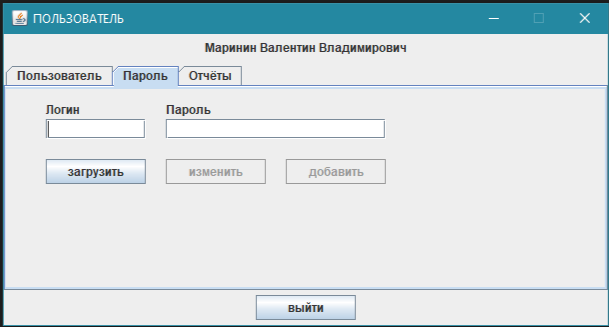 ПОЛЬЗОВАТЕЛЬ
Маринин Валентин Владимирович
Пользователь Пароль Отчёты
Логин Пароль
загрузить изменить добавить
выйти